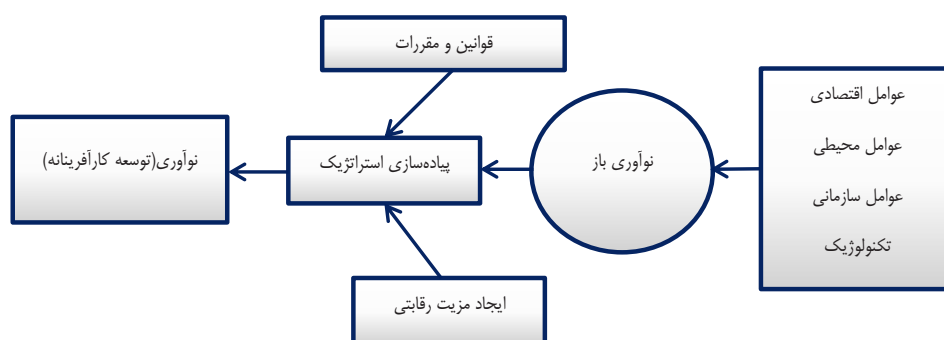 قوانین و مقررات
عوامل اقتصادی
عوامل محیطی
عوامل سازمانی
تکنولوژیک
نوآوری باز
پیاده‌سازی استراتژیک
نوآوری(توسعه کارآفرینانه)
ایجاد مزیت رقابتی